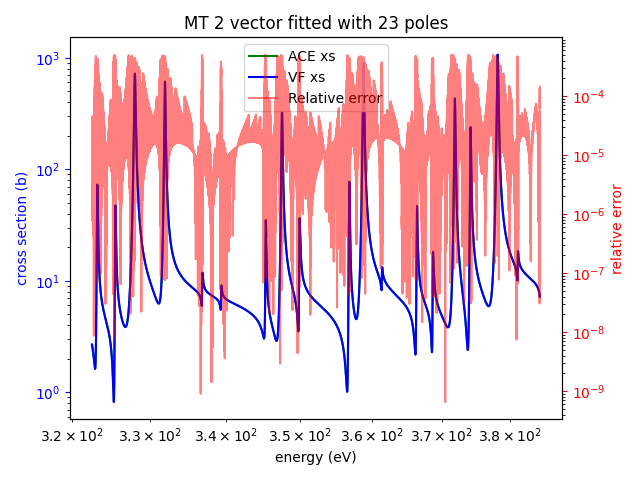 MT 2 vector fitted with 23 poles
ACE xs
VF xs
Relative error
cross section (b)
10³
10²
10¹
10⁰
relative error
10⁻⁴
10⁻⁵
10⁻⁶
10⁻⁷
10⁻⁸
10⁻⁹
3.2 × 10² 3.3 × 10² 3.4 × 10² 3.5 × 10² 3.6 × 10² 3.7 × 10² 3.8 × 10²
energy (eV)